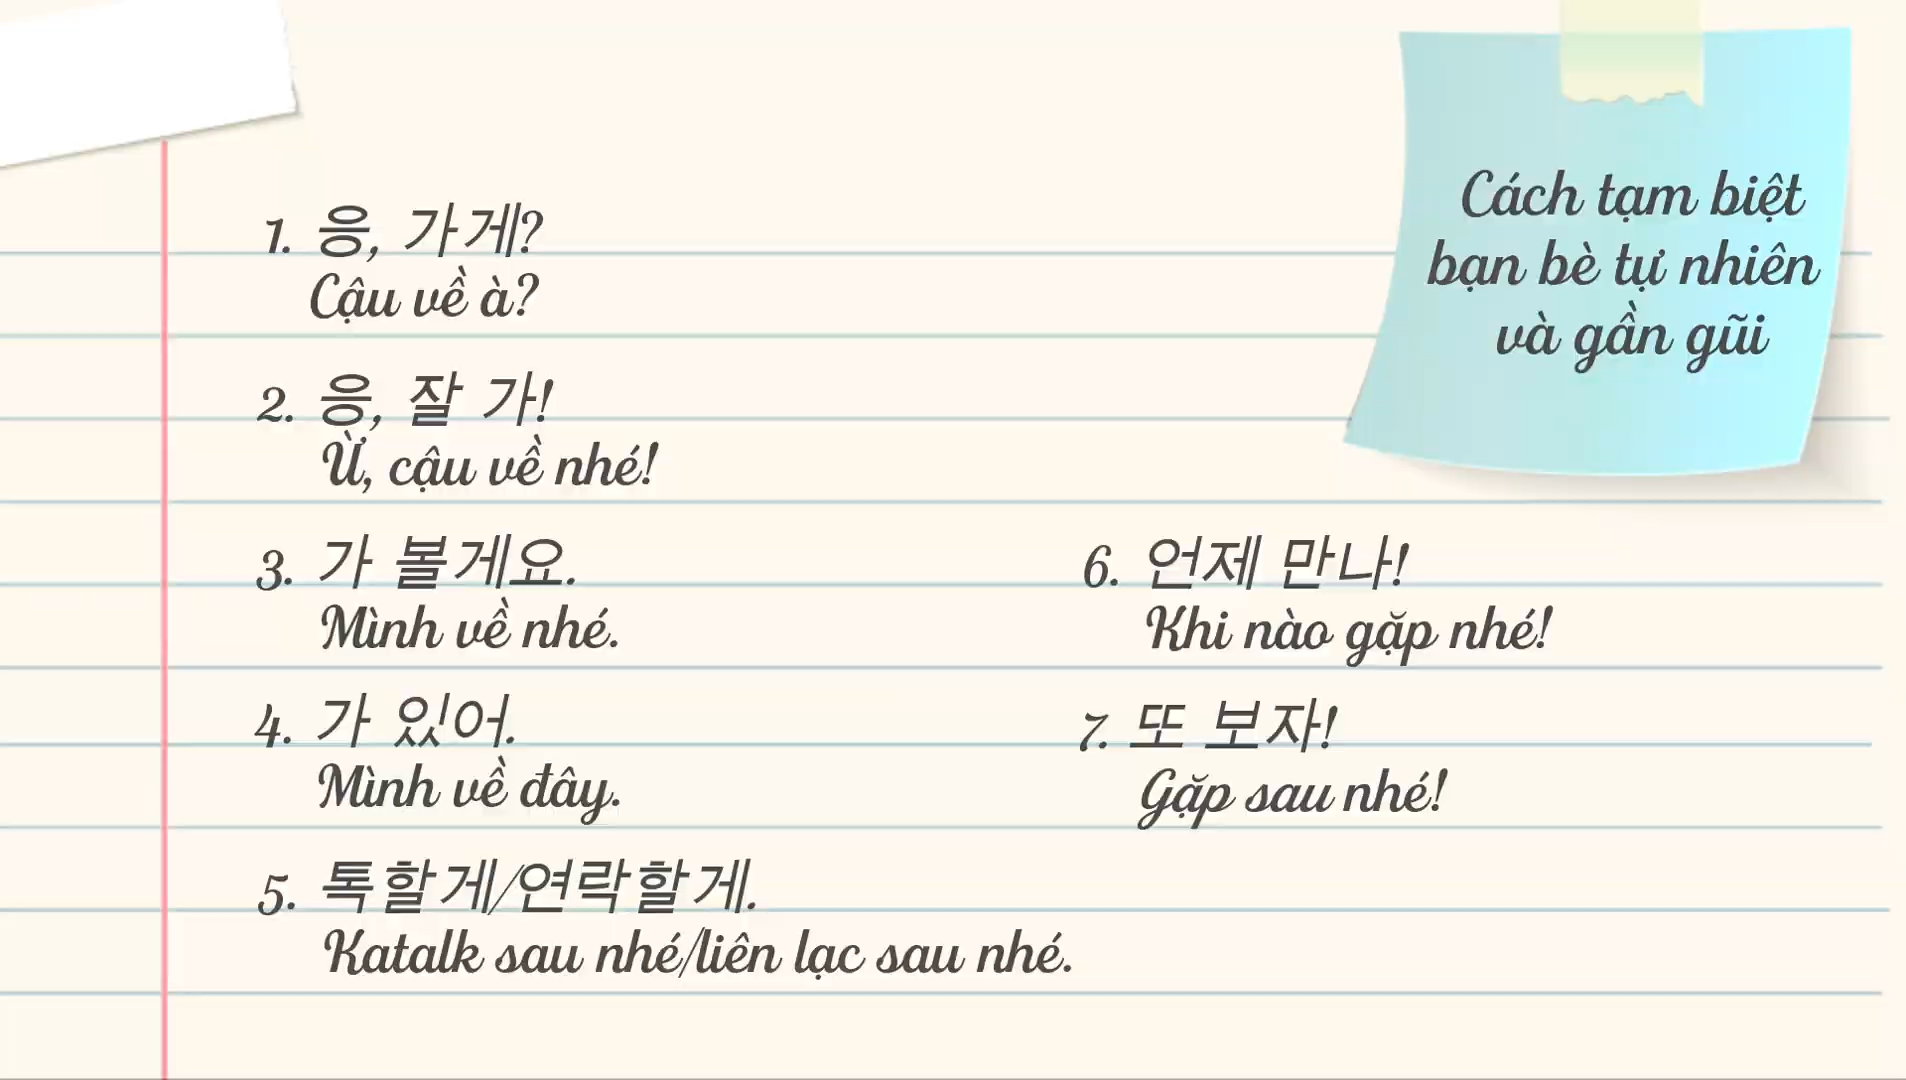 Cách tạm biệt
bạn bè tự nhiên
và gần gũi
1. 응, 가게?
Cậu về à?
2. 응, 잘 가!
Ừ, cậu về nhé!
3. 가 볼게요.
Mình về nhé.
4. 가 있어.
Mình về đây.
5. 톡할게/연락할게.
Katalk sau nhé/liên lạc sau nhé.
6. 언제 만나!
Khi nào gặp nhé!
7. 또 보자!
Gặp sau nhé!